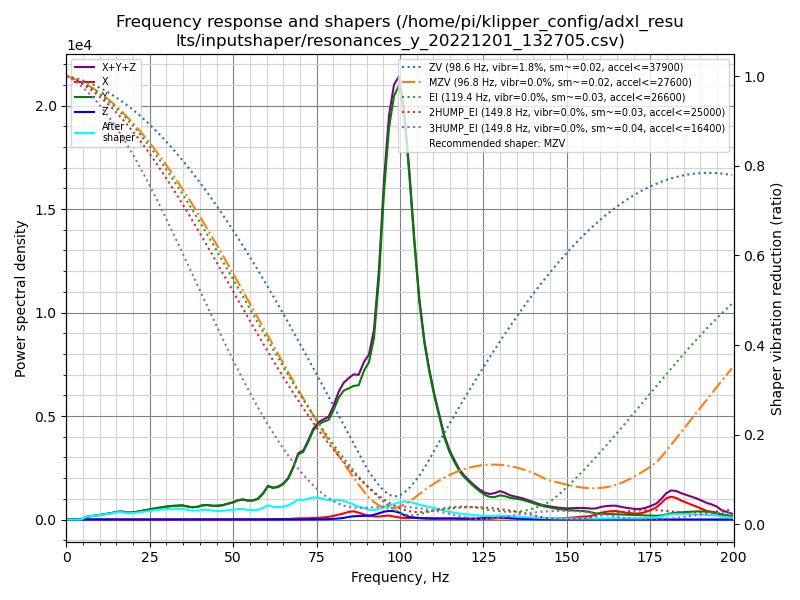 Frequency response and shapers (/home/pi/klipper_config/adxl_resu
lts/inputshaper/resonances_y_20221201_132705.csv)
1e4
X+Y+Z
X
Y
Z
After
shaper
ZV (98.6 Hz, vibr=1.8%, sm~=0.02, accel<=37900)
MZV (96.8 Hz, vibr=0.0%, sm~=0.02, accel<=27600)
EI (119.4 Hz, vibr=0.0%, sm~=0.03, accel<=26600)
2HUMP_EI (149.8 Hz, vibr=0.0%, sm~=0.03, accel<=25000)
3HUMP_EI (149.8 Hz, vibr=0.0%, sm~=0.04, accel<=16400)
Recommended shaper: MZV
Power spectral density
2.0
1.5
1.0
0.5
0.0
1.0
0.8
0.6
0.4
0.2
0.0
Shaper vibration reduction (ratio)
0 25 50 75 100 125 150 175 200
Frequency, Hz